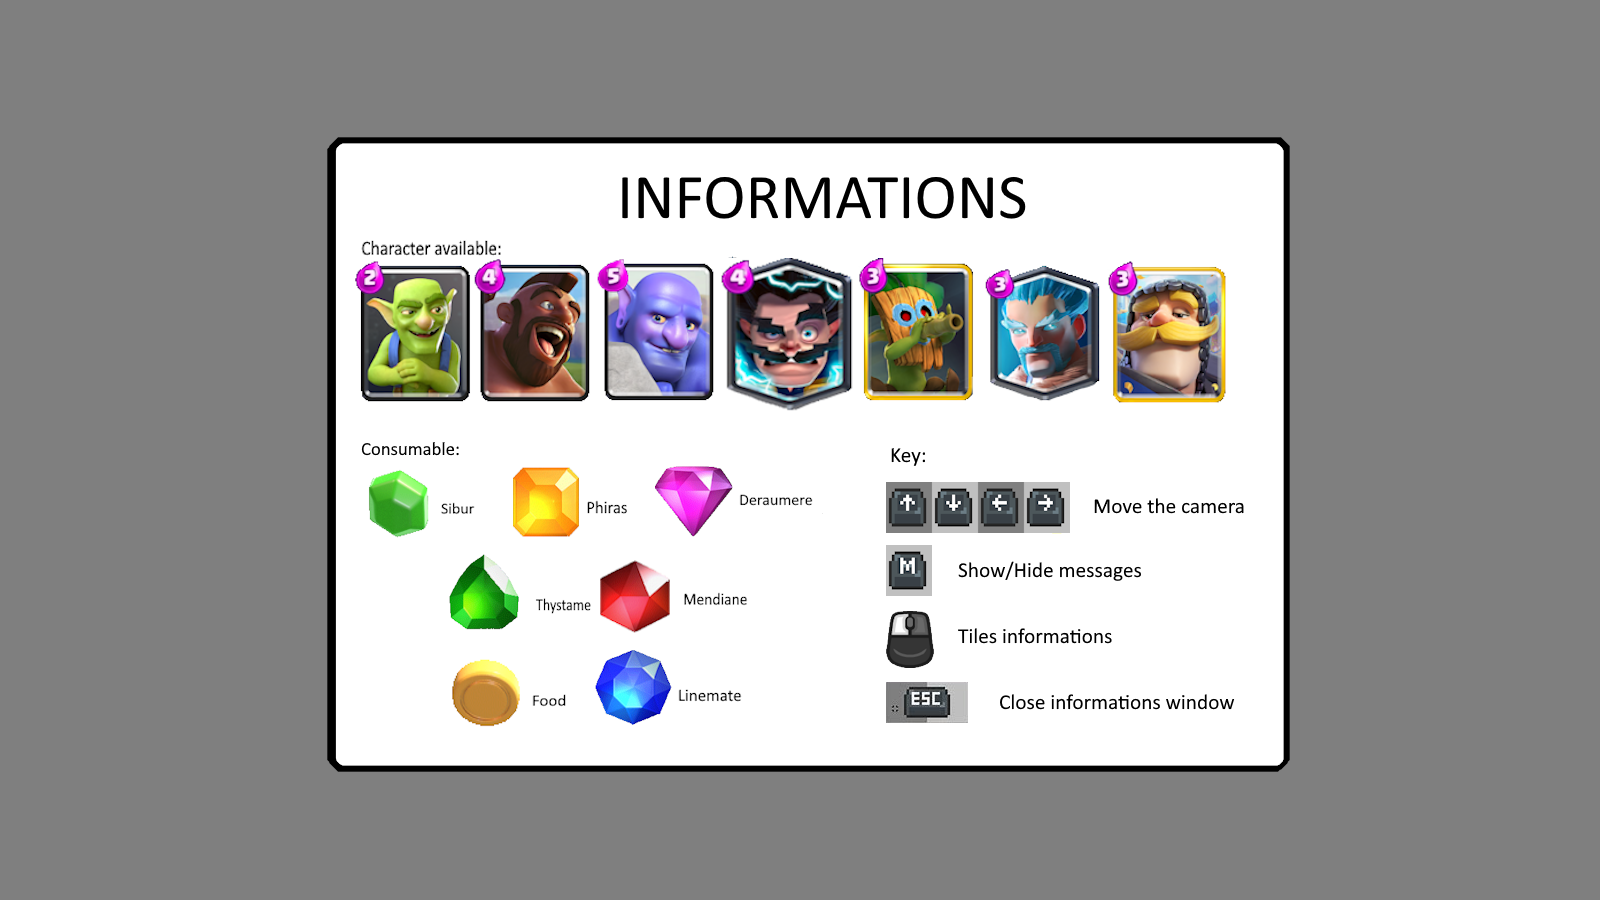 INFORMATIONS
Character available:
2 4 5 4 3 3 3
Consumable:
Key:
Sibur Phiras Deraumere
Move the camera
M Show/Hide messages
Thystame Mendiane
Tiles informations
Food Linemate
ESC Close informations window